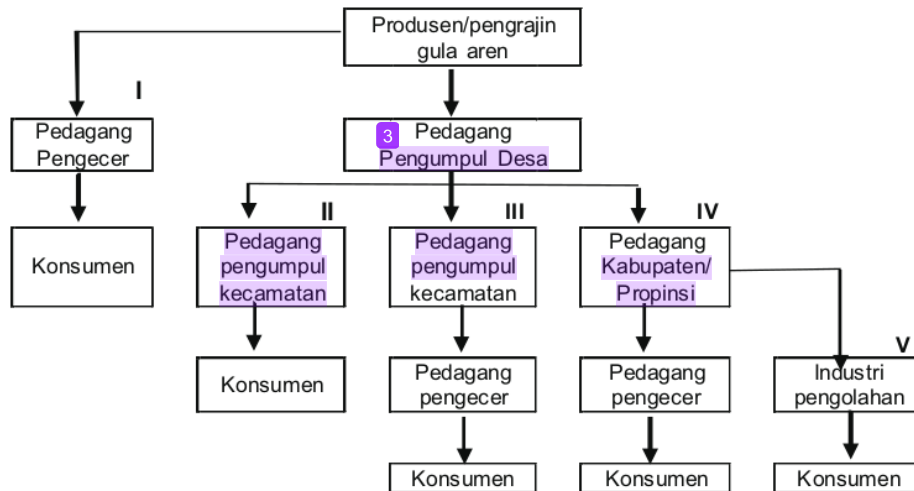 Produsen/pengrajin
gula aren
I
Pedagang
Pengecer
3
Pedagang
Pengumpul Desa
II
III
IV
Konsumen
Pedagang
pengumpul
kecamatan
Pedagang
pengumpul
kecamatan
Pedagang
Kabupaten/
Propinsi
V
Konsumen
Pedagang
pengecer
Pedagang
pengecer
Industri
pengolahan
Konsumen
Konsumen
Konsumen